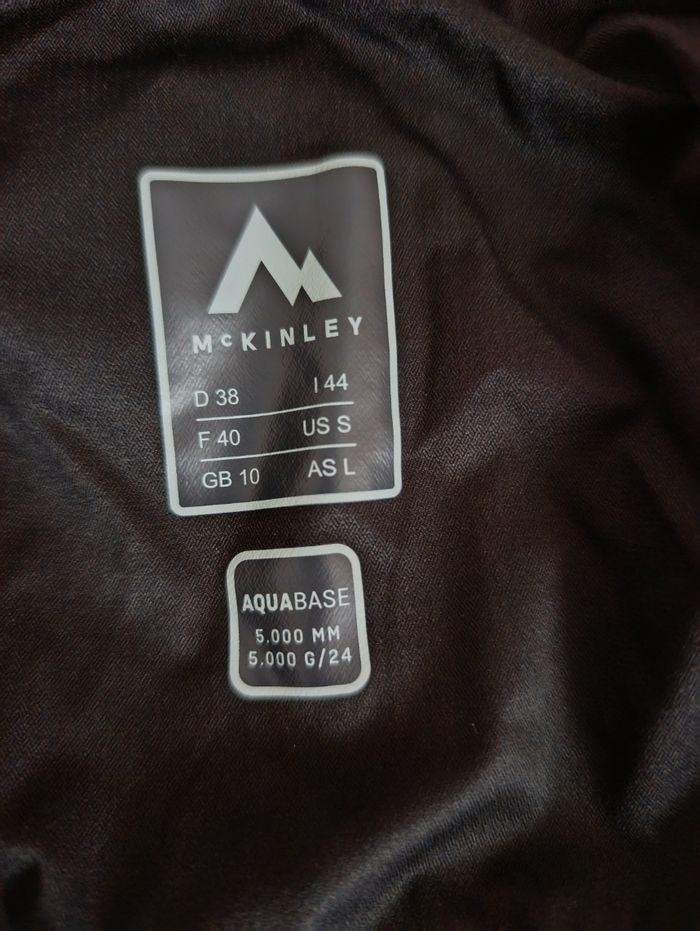 McKINLEY
D 38 I 44
F 40 US S
GB 10 AS L
AQUABASE
5,000 MM
5,000 G/24